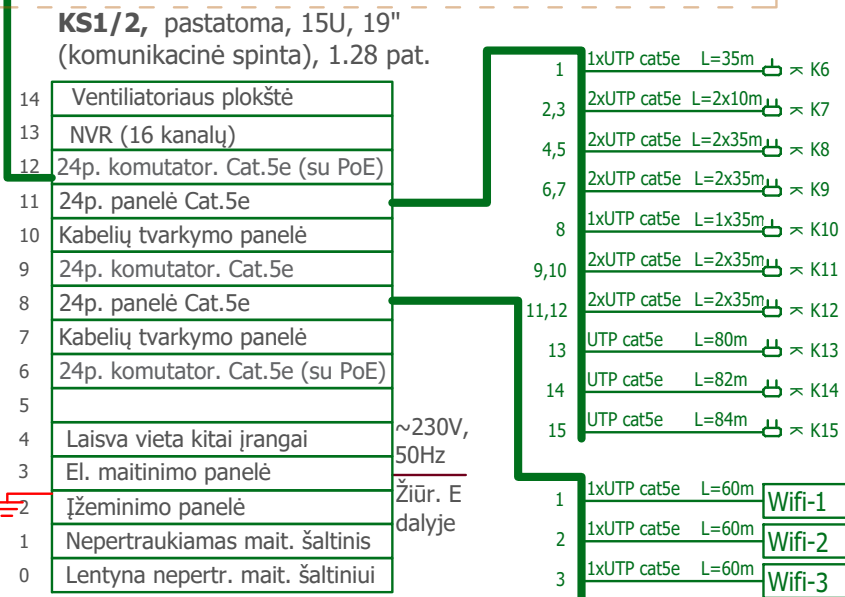 KS1/2, pastatoma, 15U, 19"
(komunikacinė spinta), 1.28 pat.
14 Ventiliatoriaus plokštė
13 NVR (16 kanalų)
12 24p. komutator. Cat.5e (su PoE)
11 24p. panelė Cat.5e
10 Kabelių tvarkymo panelė
9 24p. komutator. Cat.5e
8 24p. panelė Cat.5e
7 Kabelių tvarkymo panelė
6 24p. komutator. Cat.5e (su PoE)
5
4 Laisva vieta kitai įrangai
3 El. maitinimo panelė
2 Įžeminimo panelė
1 Nepertraukiamas mait. šaltinis
0 Lentyna nepertr. mait. šaltiniui
~230V,
50Hz
Žiūr. E
dalyje
1 1xUTP cat5e L=35m K6
2,3 2xUTP cat5e L=2x10m K7
4,5 2xUTP cat5e L=2x35m K8
6,7 2xUTP cat5e L=2x35m K9
8 1xUTP cat5e L=1x35m K10
9,10 2xUTP cat5e L=2x35m K11
11,12 2xUTP cat5e L=2x35m K12
13 UTP cat5e L=80m K13
14 UTP cat5e L=82m K14
15 UTP cat5e L=84m K15
1 1xUTP cat5e L=60m Wifi-1
2 1xUTP cat5e L=60m Wifi-2
3 1xUTP cat5e L=60m Wifi-3